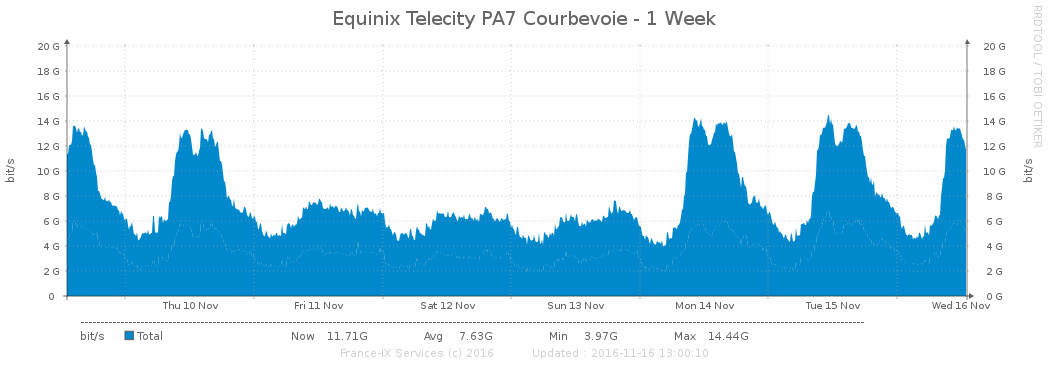 Equinix Telecity PA7 Courbevoie - 1 Week
RRDTOOL / TOBI OETIKER
bit/s
20 G 20 G
18 G 18 G
16 G 16 G
14 G 14 G
12 G 12 G
10 G 10 G
8 G 8 G
6 G 6 G
4 G 4 G
2 G 2 G
0 0 G
bit/s
Thu 10 Nov Fri 11 Nov Sat 12 Nov Sun 13 Nov Mon 14 Nov Tue 15 Nov Wed 16 Nov
bit/s Total Now 11.71G Avg 7.63G Min 3.97G Max 14.44G
France-IX Services (c) 2016 Updated : 2016-11-16 13:00:10